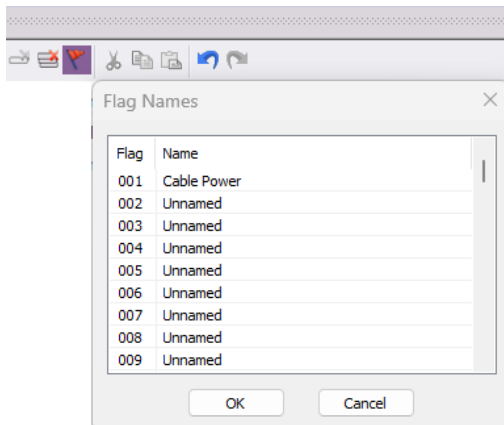 Flag Names
Flag Name
001 Cable Power
002 Unnamed
003 Unnamed
004 Unnamed
005 Unnamed
006 Unnamed
007 Unnamed
008 Unnamed
009 Unnamed
OK Cancel